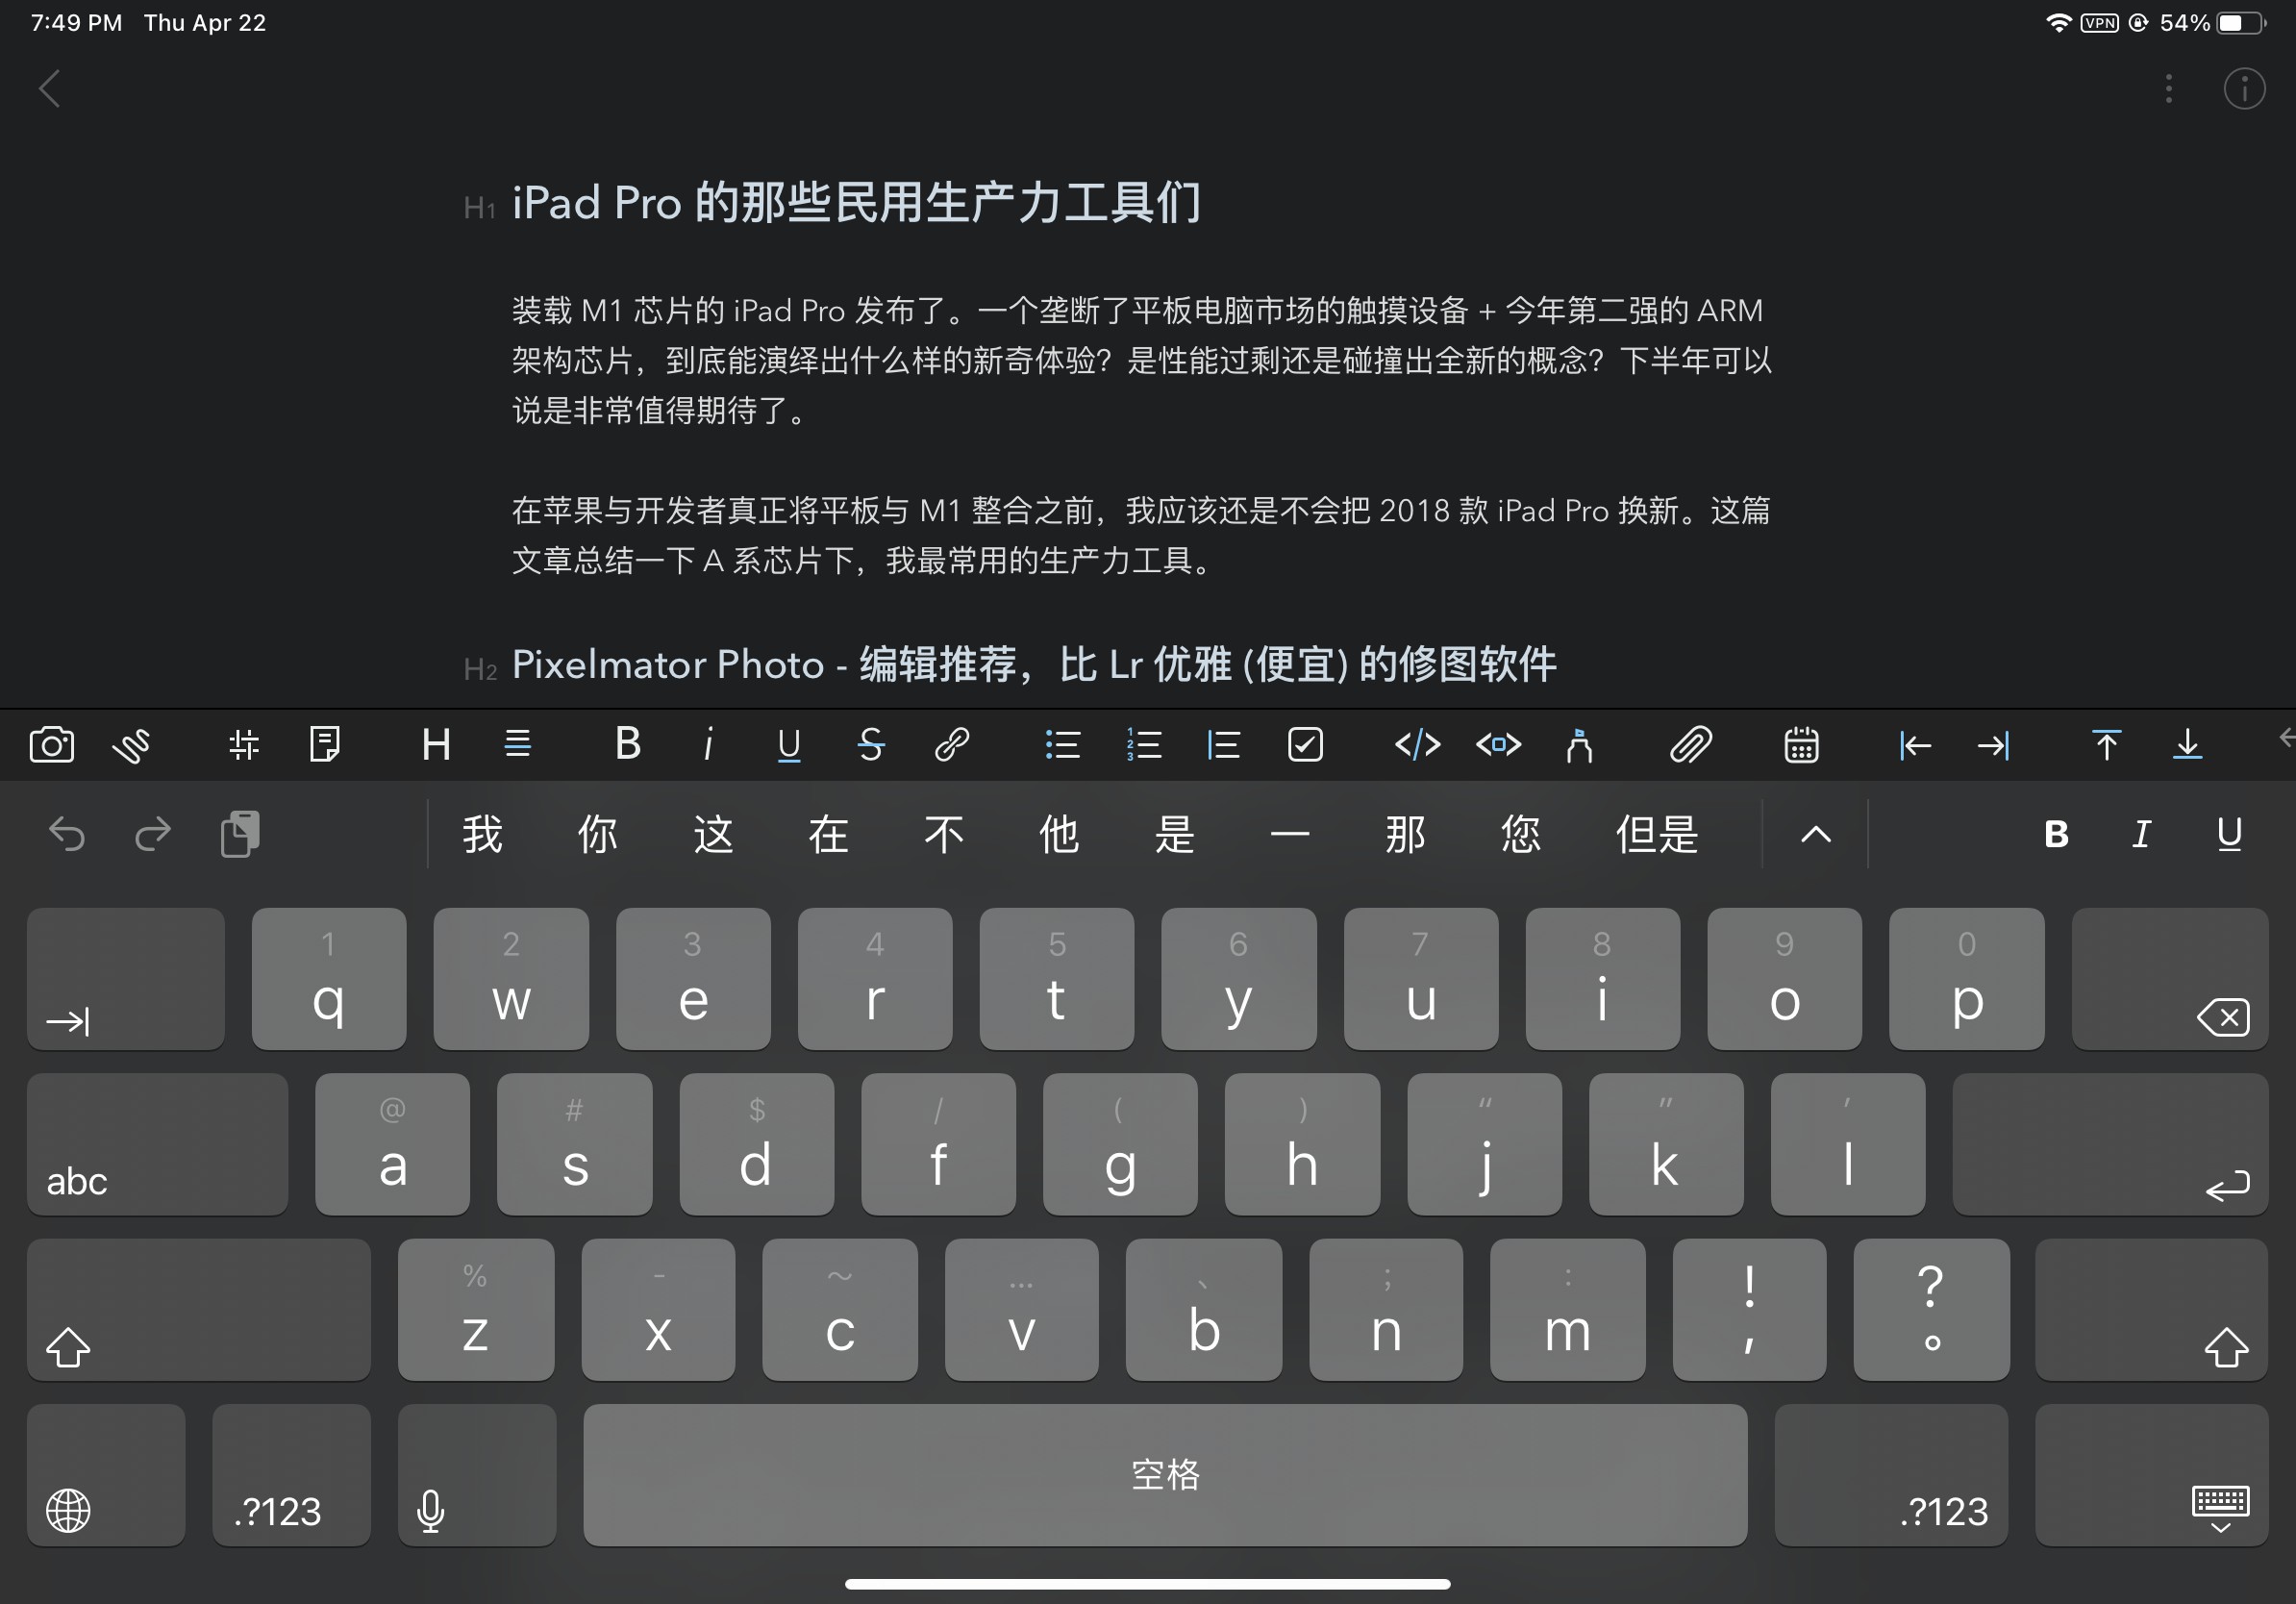 7:49 PM Thu Apr 22
VPN 54%
H1 iPad Pro 的那些民用生产力工具们
装载 M1 芯片的 iPad Pro 发布了。一个垄断了平板电脑市场的触摸设备 + 今年第二强的 ARM
架构芯片，到底能演绎出什么样的新奇体验？是性能过剩还是碰撞出全新的概念？下半年可以
说是非常值得期待了。
在苹果与开发者真正将平板与 M1 整合之前，我应该还是不会把 2018 款 iPad Pro 换新。这篇
文章总结一下 A 系芯片下，我最常用的生产力工具。
H2 Pixelmator Photo - 编辑推荐，比 Lr 优雅 (便宜) 的修图软件
H B i U S 1 2 3 </>
我 你 这 在 不 他 是 一 那 您 但是 B I U
1 2 3 4 5 6 7 8 9 0
q w e r t y u i o p
@ # $ / ( ) “ ” ’
abc a s d f g h j k l
% - ～ … 、 ; : ! ?
z x c v b n m , 。
.?123 空格 .?123